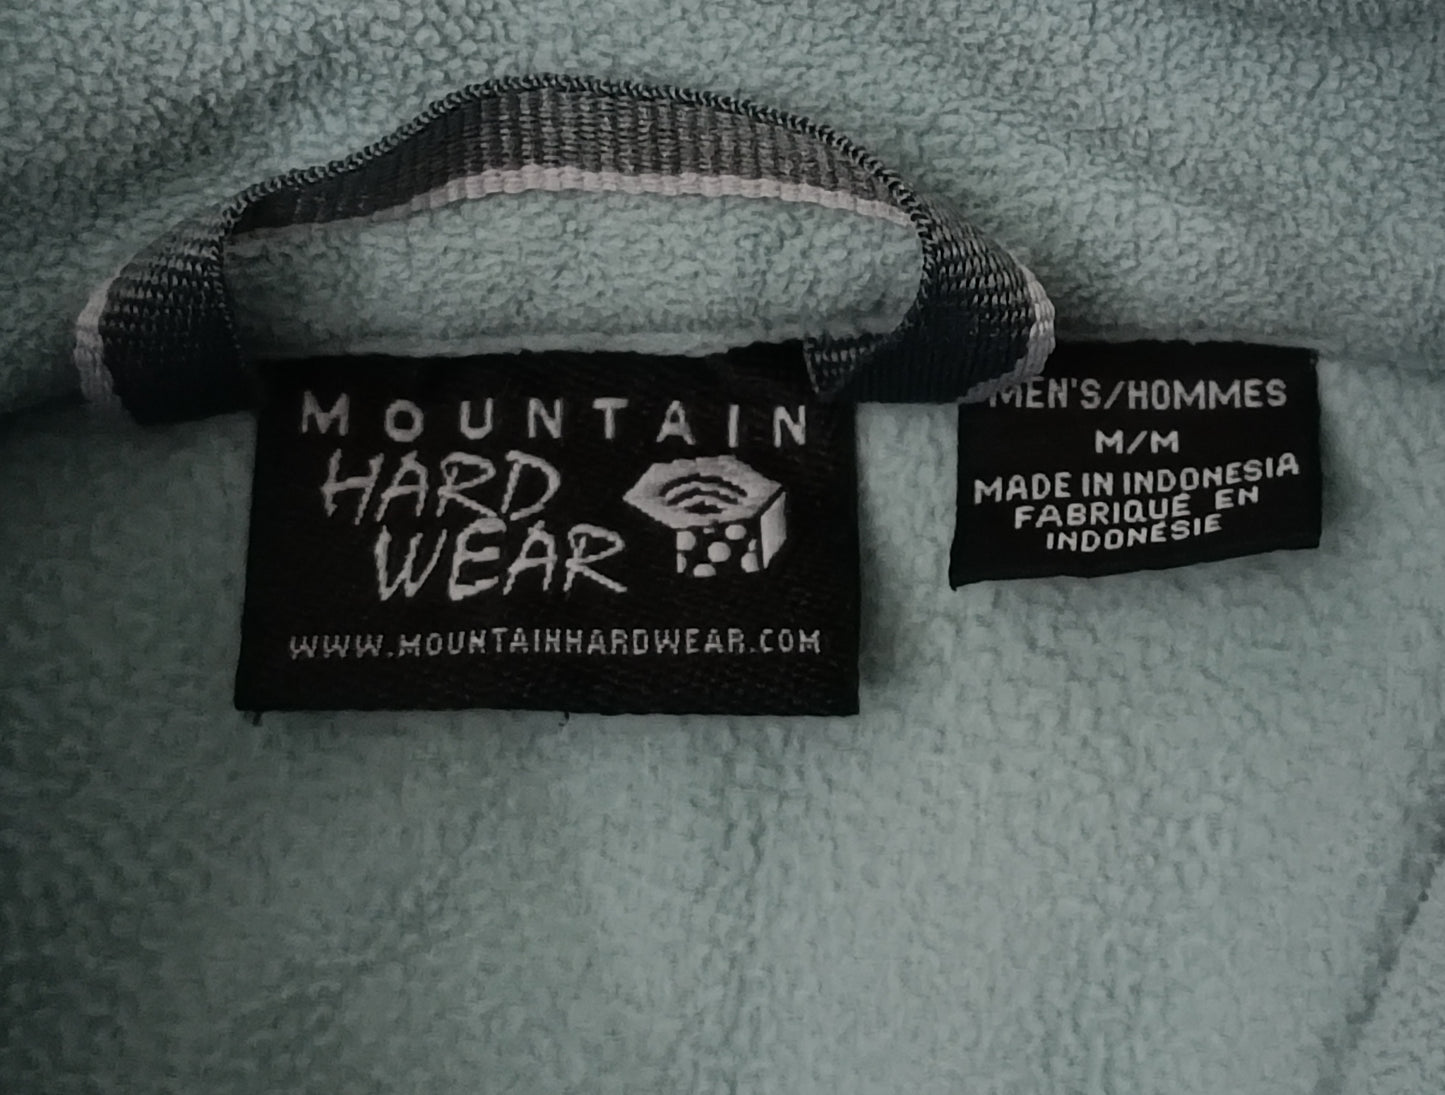 MOUNTAIN
HARD
WEAR
WWW.MOUNTAINHARDWEAR.COM
MEN'S/HOMMES
M/M
MADE IN INDONESIA
FABRIQUÉ EN
INDONÉSIE